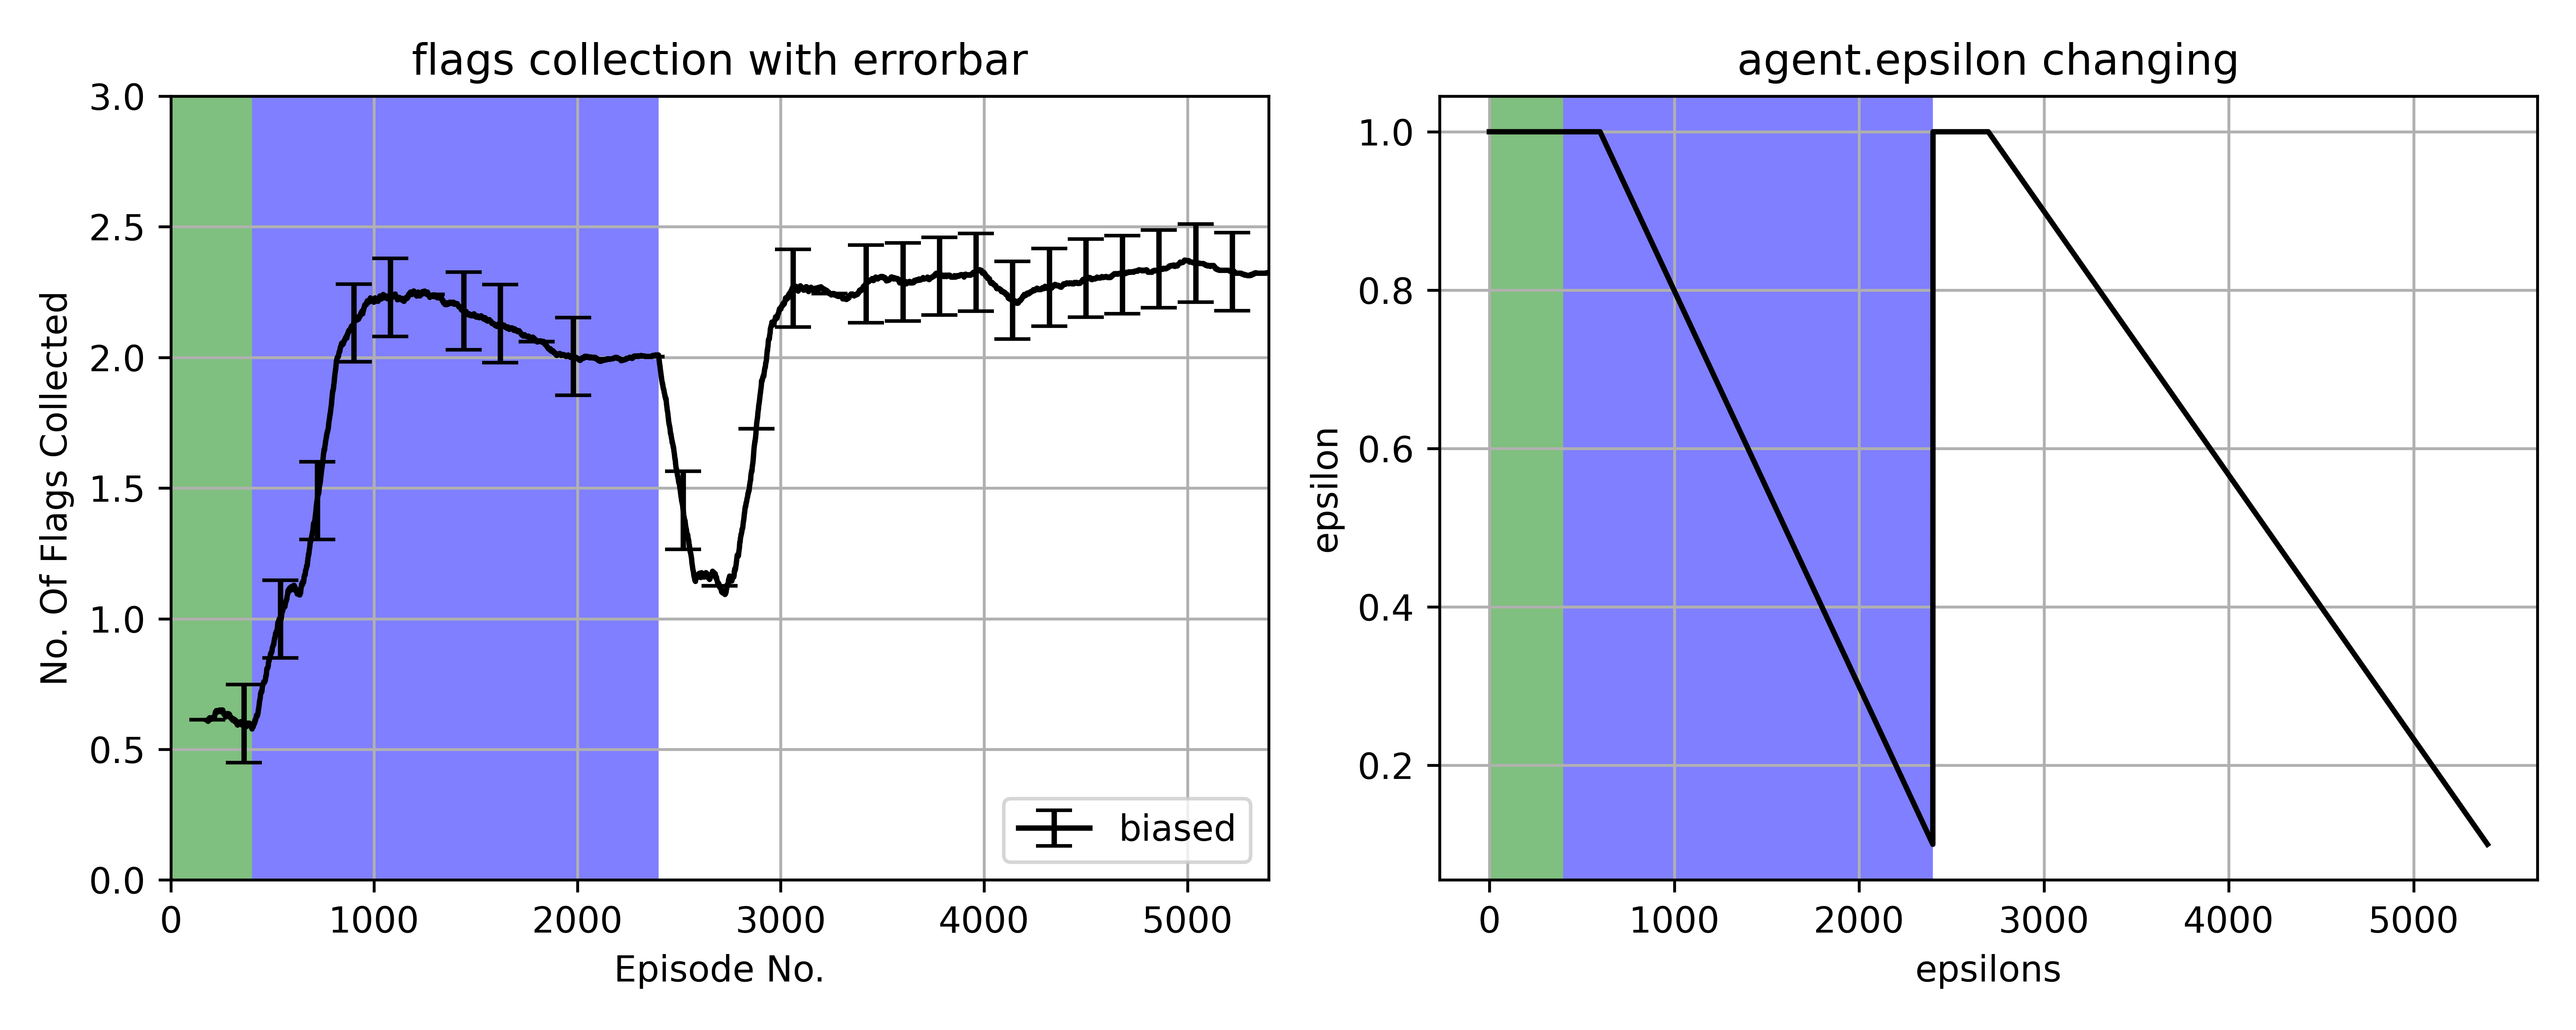 flags collection with errorbar
3.0
2.5
2.0
1.5
1.0
0.5
0.0
No. Of Flags Collected
0 1000 2000 3000 4000 5000
Episode No.
biased
agent.epsilon changing
1.0
0.8
0.6
0.4
0.2
epsilon
0 1000 2000 3000 4000 5000
epsilons